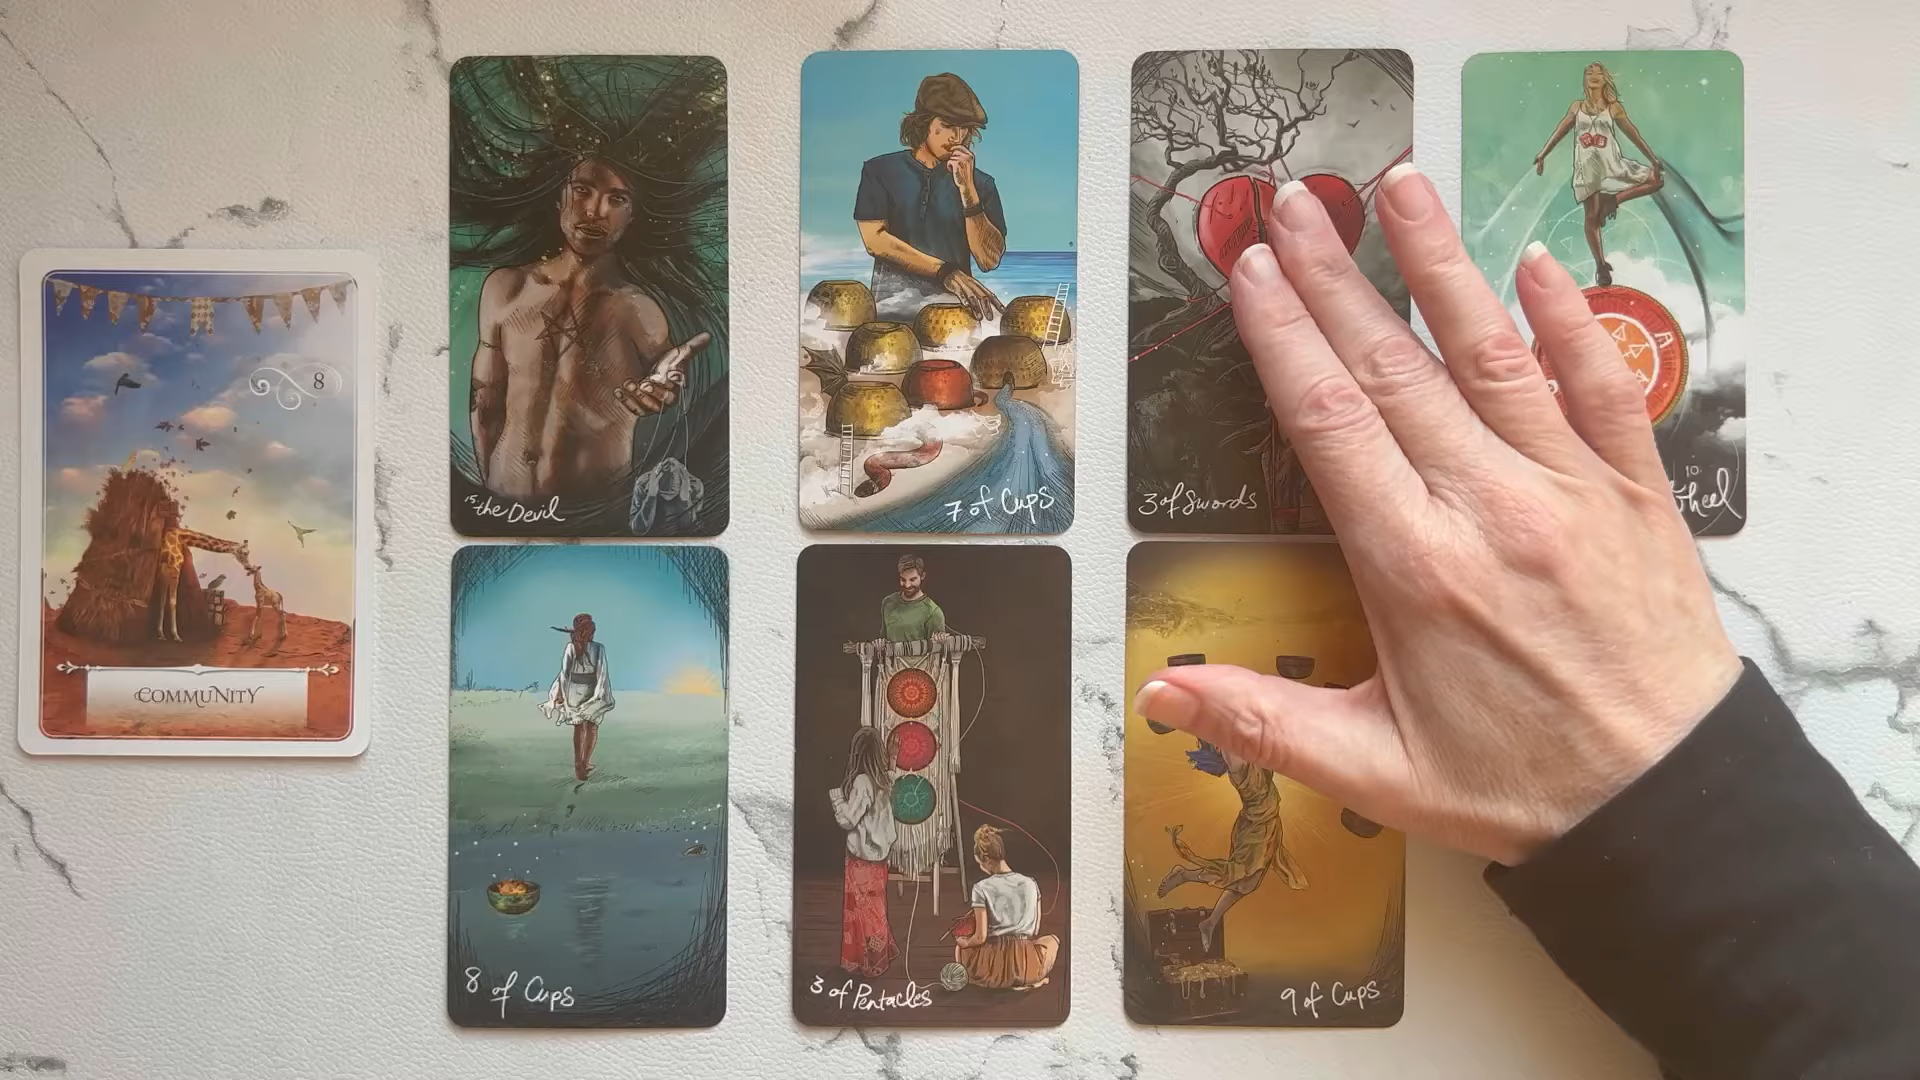 8
COMMUNITY
15.
the Devil
7 of Cups
3 of Swords
10.
Wheel
8 of Cups
3 of Pentacles
9 of Cups